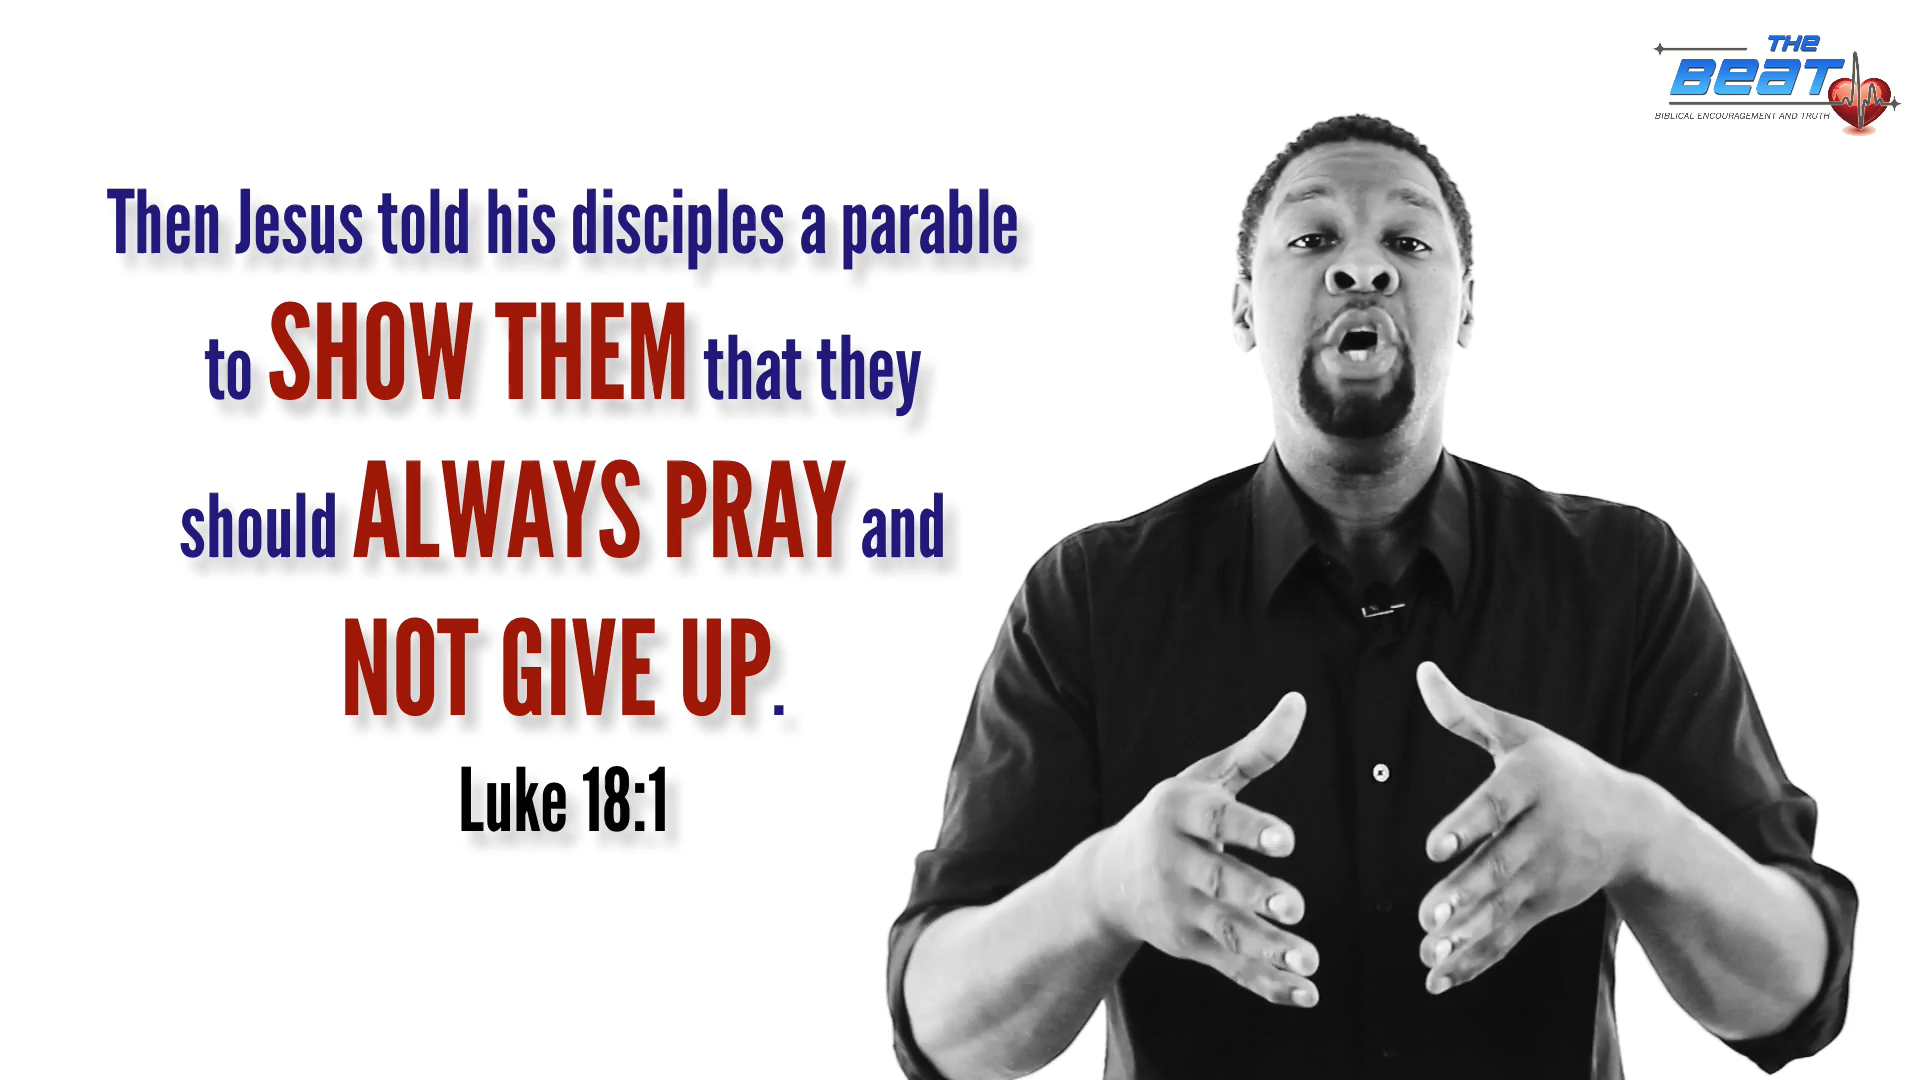 THE
BEAT
BIBLICAL ENCOURAGEMENT AND TRUTH
Then Jesus told his disciples a parable
to SHOW THEM that they
should ALWAYS PRAY and
NOT GIVE UP.
Luke 18:1